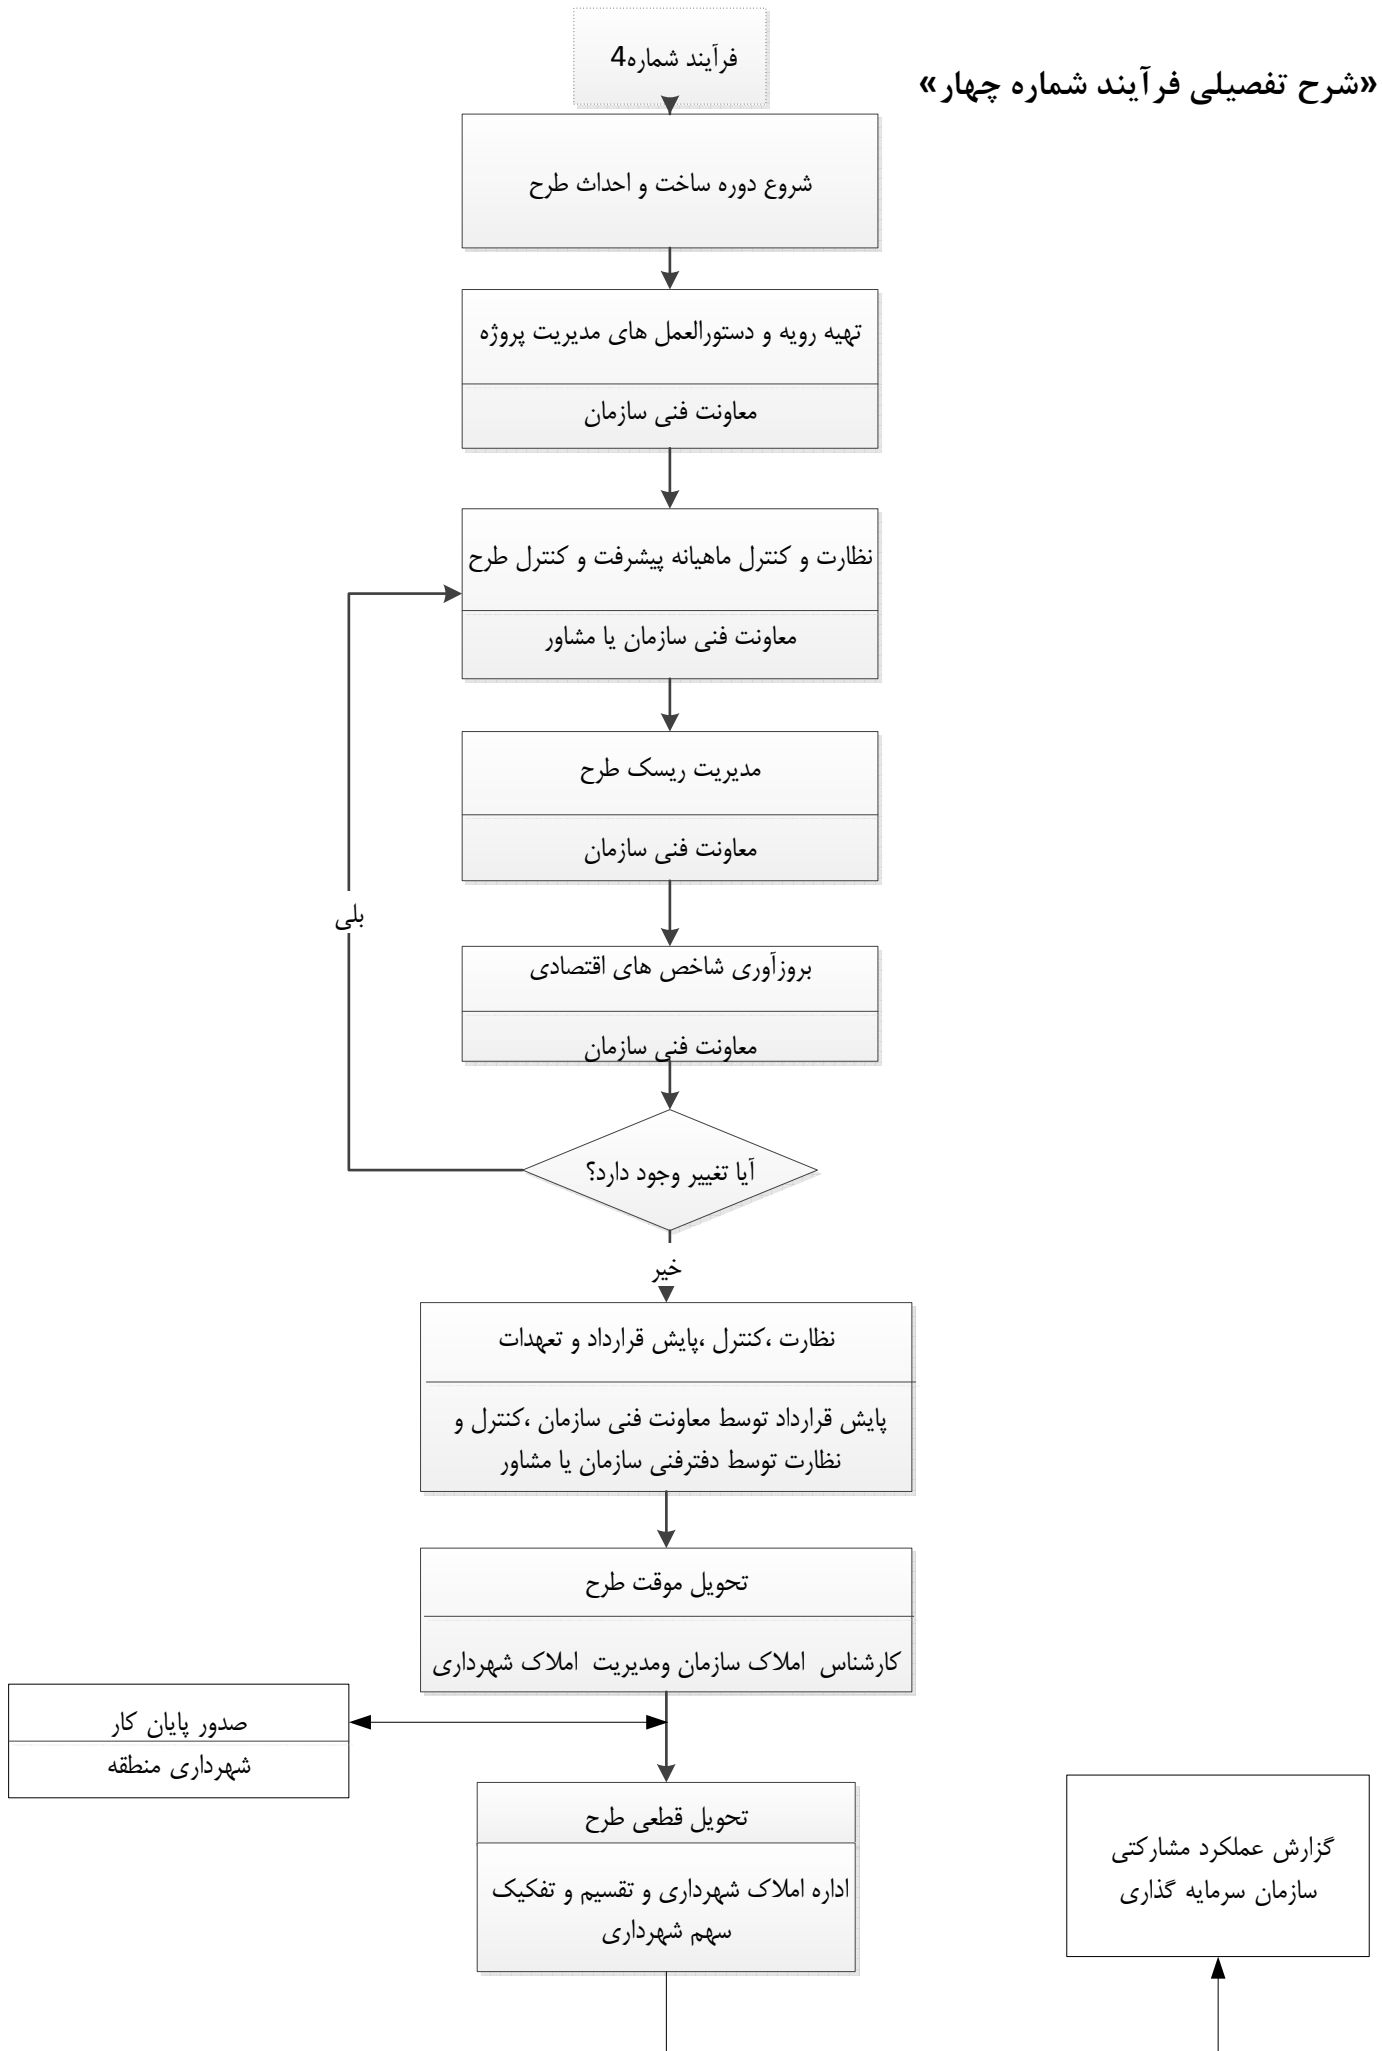 فرآیند شماره4
«شرح تفصیلی فرآیند شماره چهار»
شروع دوره ساخت و احداث طرح
تهیه رویه و دستورالعمل های مدیریت پروژه
معاونت فنی سازمان
نظارت و کنترل ماهیانه پیشرفت و کنترل طرح
معاونت فنی سازمان یا مشاور
مدیریت ریسک طرح
معاونت فنی سازمان
بلی
بروزآوری شاخص های اقتصادی
معاونت فنی سازمان
آیا تغییر وجود دارد؟
خیر
نظارت ،کنترل ،پایش قرارداد و تعهدات
پایش قرارداد توسط معاونت فنی سازمان ،کنترل و
نظارت توسط دفترفنی سازمان یا مشاور
تحویل موقت طرح
کارشناس املاک سازمان ومدیریت املاک شهرداری
صدور پایان کار
شهرداری منطقه
تحویل قطعی طرح
اداره املاک شهرداری و تقسیم و تفکیک
سهم شهرداری
گزارش عملکرد مشارکتی
سازمان سرمایه گذاری